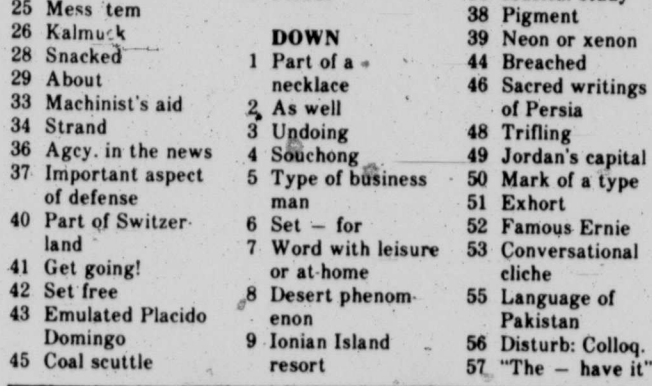 25 Mess tem
26 Kalmuck
28 Snacked
29 About
33 Machinist's aid
34 Strand
36 Agcy. in the news
37 Important aspect
of defense
40 Part of Switzer-
land
41 Get going!
42 Set free
43 Emulated Placido
Domingo
45 Coal scuttle
DOWN
1 Part of a
necklace
2 As well
3 Undoing
4 Souchong
5 Type of business
man
6 Set — for
7 Word with leisure
or at-home
8 Desert phenom-
enon
9 Ionian Island
resort
38 Pigment
39 Neon or xenon
44 Breached
46 Sacred writings
of Persia
48 Trifling
49 Jordan's capital
50 Mark of a type
51 Exhort
52 Famous Ernie
53 Conversational
cliche
55 Language of
Pakistan
56 Disturb: Colloq.
57 "The — have it"